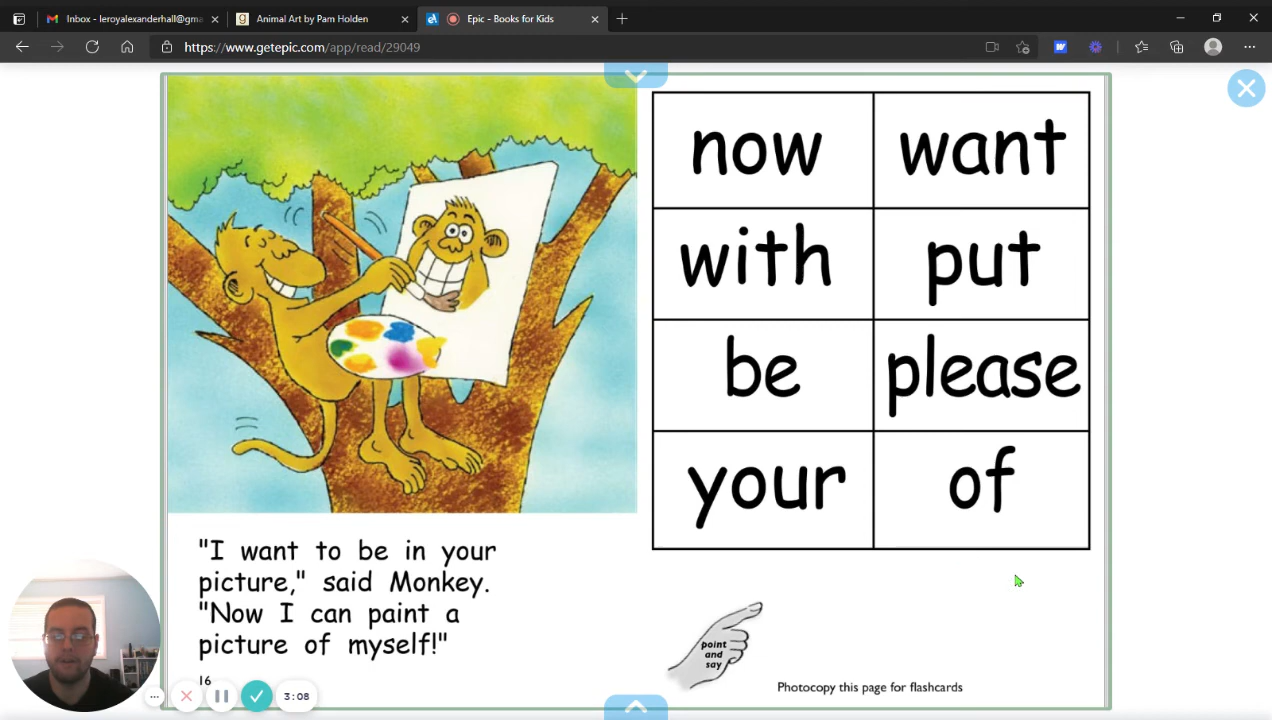 Inbox - leroyalexanderhall@gma
Animal Art by Pam Holden
Epic - Books for Kids
https://www.getepic.com/app/read/29049
now want
with put
be please
your of
"I want to be in your
picture," said Monkey.
"Now I can paint a
picture of myself!"
16
point
and
say
Photocopy this page for flashcards
3:08